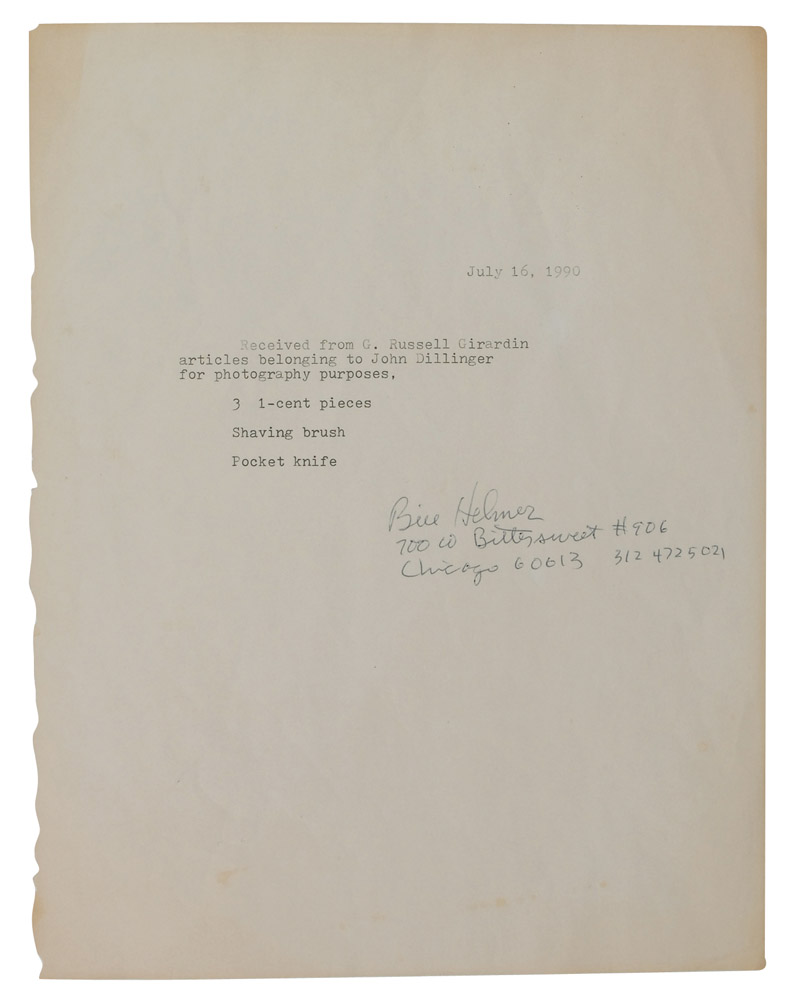 July 16, 1990
Received from G. Russell Girardin
articles belonging to John Dillinger
for photography purposes,
3 1-cent pieces
Shaving brush
Pocket knife
Bill Helmer
700 W Bittersweet #906
Chicago 60613 312 4725021